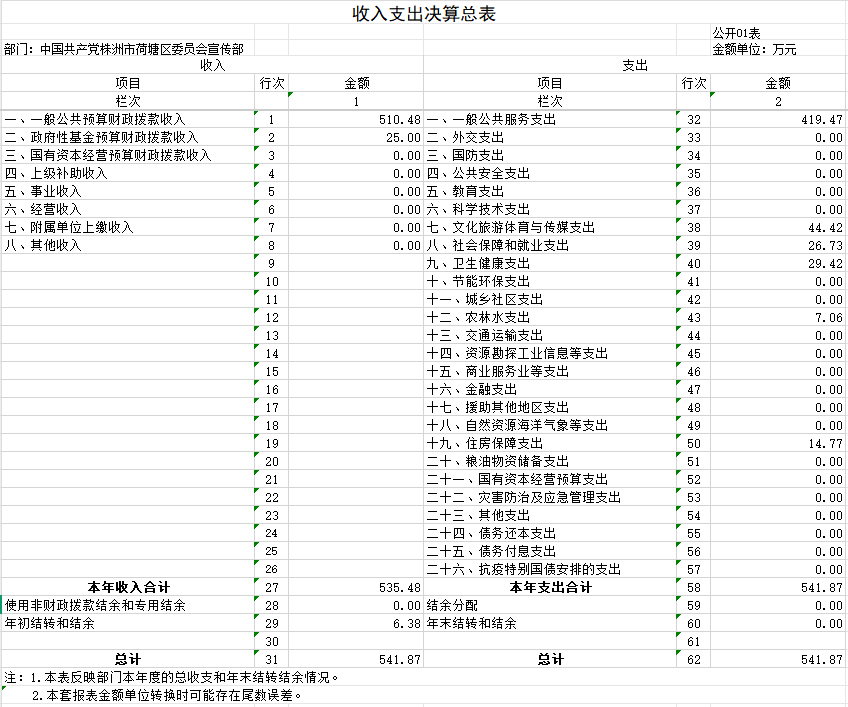 收入支出决算总表
公开01表
部门：中国共产党株洲市荷塘区委员会宣传部 金额单位：万元
收入 支出
项目 行次 金额 项目 行次 金额
栏次 1 栏次 2
一、一般公共预算财政拨款收入 1 510.48 一、一般公共服务支出 32 419.47
二、政府性基金预算财政拨款收入 2 25.00 二、外交支出 33 0.00
三、国有资本经营预算财政拨款收入 3 0.00 三、国防支出 34 0.00
四、上级补助收入 4 0.00 四、公共安全支出 35 0.00
五、事业收入 5 0.00 五、教育支出 36 0.00
六、经营收入 6 0.00 六、科学技术支出 37 0.00
七、附属单位上缴收入 7 0.00 七、文化旅游体育与传媒支出 38 44.42
八、其他收入 8 0.00 八、社会保障和就业支出 39 26.73
9 九、卫生健康支出 40 29.42
10 十、节能环保支出 41 0.00
11 十一、城乡社区支出 42 0.00
12 十二、农林水支出 43 7.06
13 十三、交通运输支出 44 0.00
14 十四、资源勘探工业信息等支出 45 0.00
15 十五、商业服务业等支出 46 0.00
16 十六、金融支出 47 0.00
17 十七、援助其他地区支出 48 0.00
18 十八、自然资源海洋气象等支出 49 0.00
19 十九、住房保障支出 50 14.77
20 二十、粮油物资储备支出 51 0.00
21 二十一、国有资本经营预算支出 52 0.00
22 二十二、灾害防治及应急管理支出 53 0.00
23 二十三、其他支出 54 0.00
24 二十四、债务还本支出 55 0.00
25 二十五、债务付息支出 56 0.00
26 二十六、抗疫特别国债安排的支出 57 0.00
本年收入合计 27 535.48 本年支出合计 58 541.87
使用非财政拨款结余和专用结余 28 0.00 结余分配 59 0.00
年初结转和结余 29 6.38 年末结转和结余 60 0.00
30 61
总计 31 541.87 总计 62 541.87
注：1.本表反映部门本年度的总收支和年末结转结余情况。
2.本套报表金额单位转换时可能存在尾数误差。